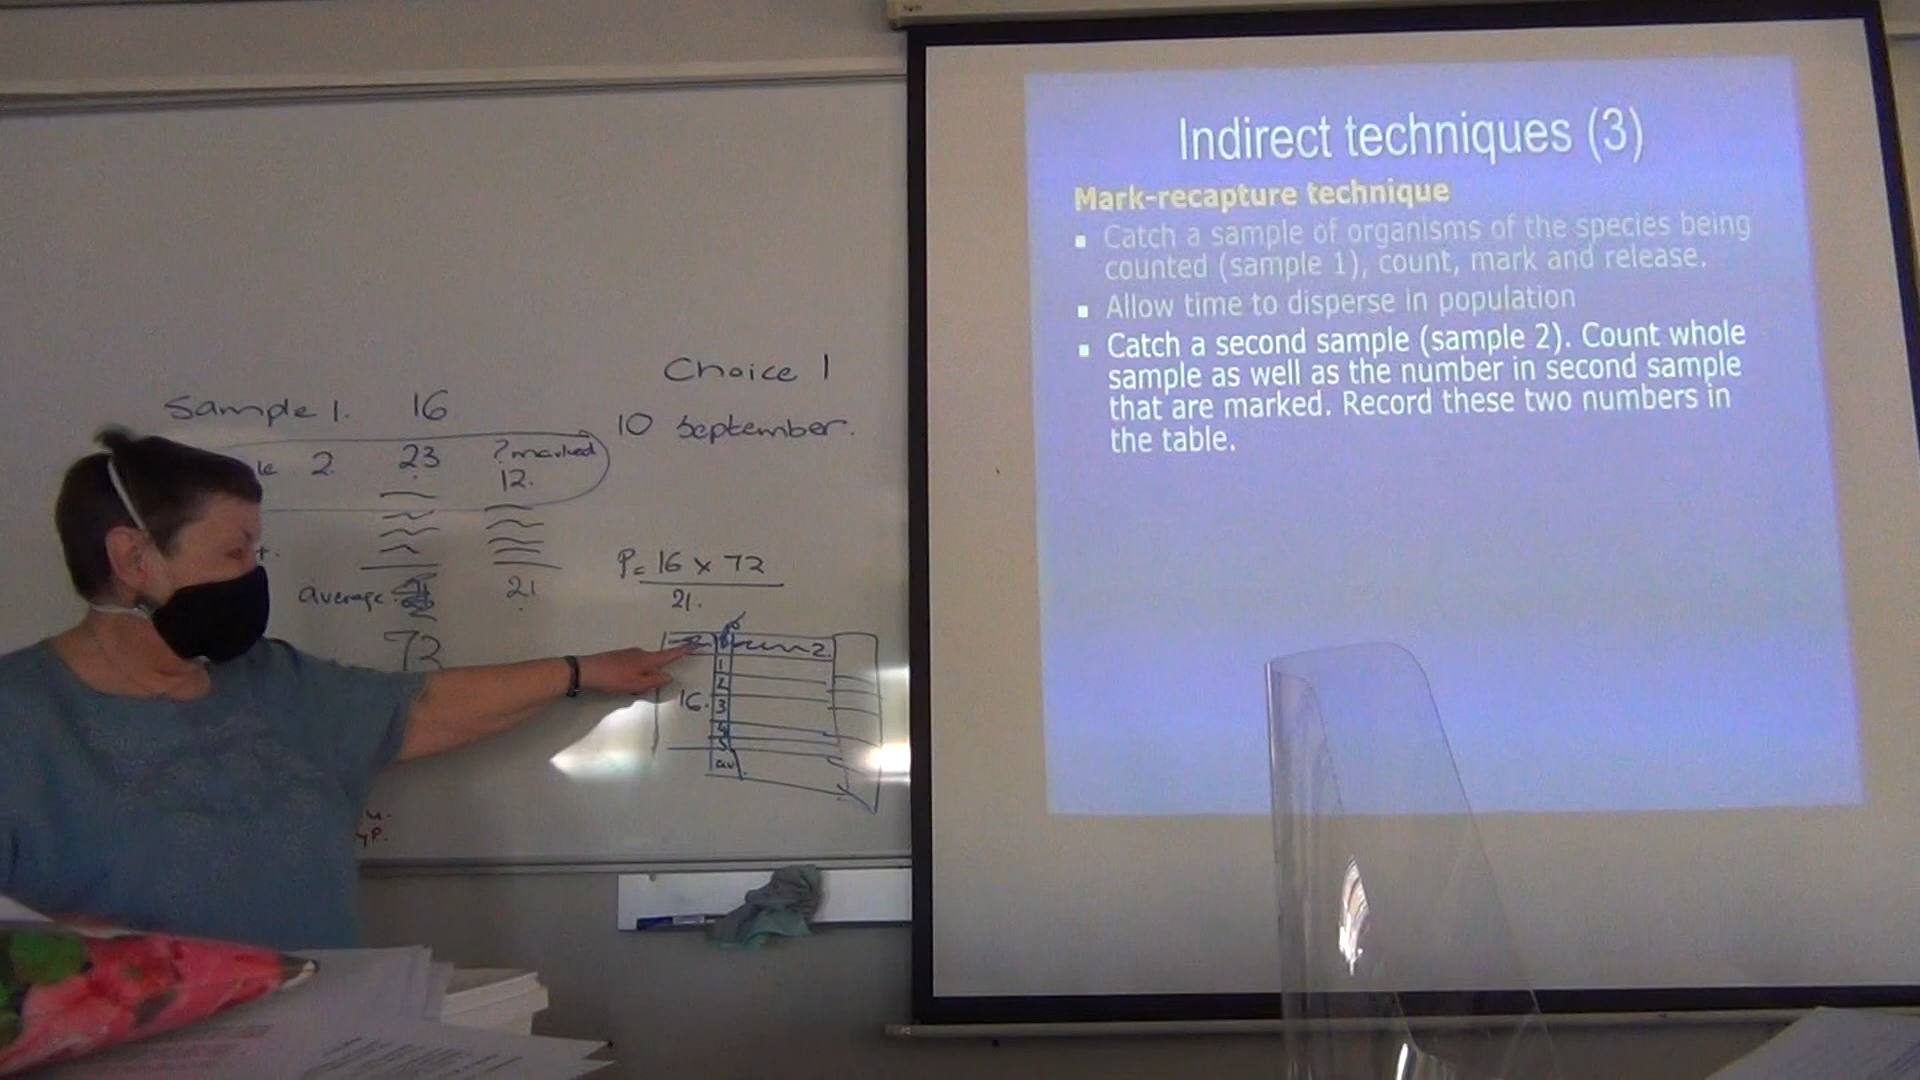 Sample 1. 16
2 23 ? marked
12.
average 21
72
Choice 1
10 September.
P= 16 x 72
21.
2
1
2
16. 3
4
5
av
Indirect techniques (3)
Mark-recapture technique
▪ Catch a sample of organisms of the species being
counted (sample 1), count, mark and release.
▪ Allow time to disperse in population
▪ Catch a second sample (sample 2). Count whole
sample as well as the number in second sample
that are marked. Record these two numbers in
the table.